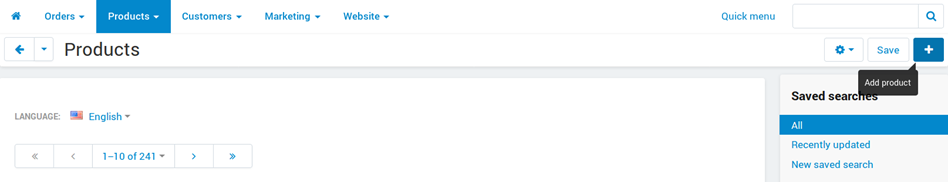 Orders Products Customers Marketing Website Quick menu
Products Save
Add product
Saved searches
LANGUAGE: English
All
Recently updated
« ‹ 1–10 of 241 › »
New saved search